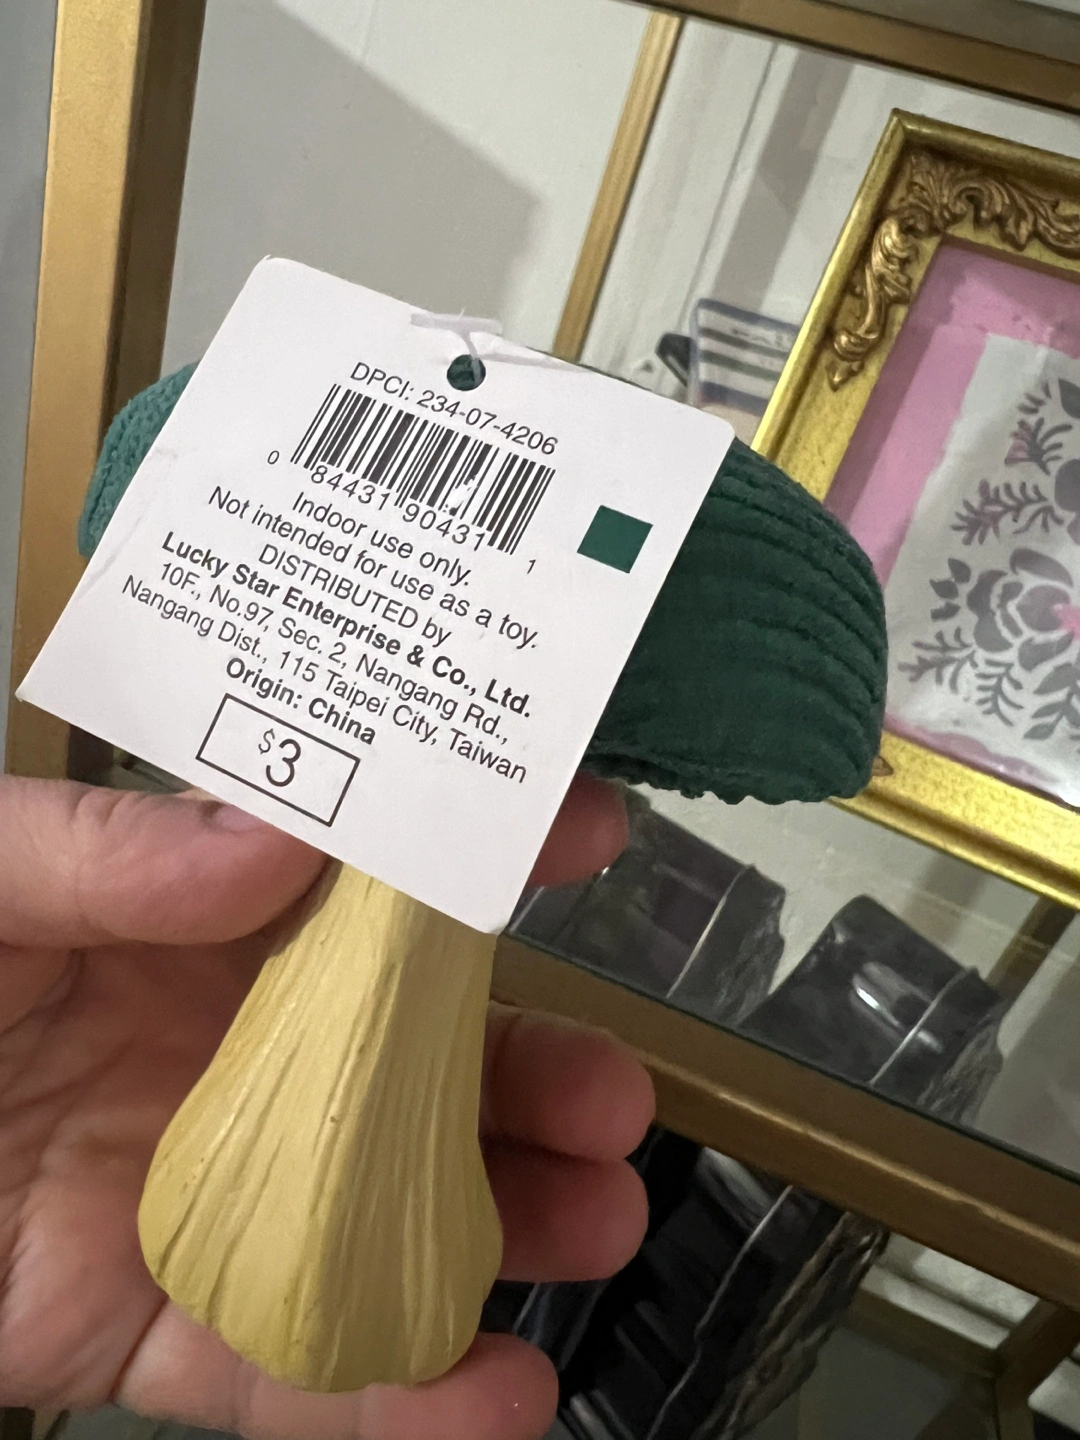 DPCI: 234-07-4206
0 84431 90431 1
Indoor use only.
Not intended for use as a toy.
DISTRIBUTED by
Lucky Star Enterprise & Co., Ltd.
10F., No.97, Sec. 2, Nangang Rd.,
Nangang Dist., 115 Taipei City, Taiwan
Origin: China
$3